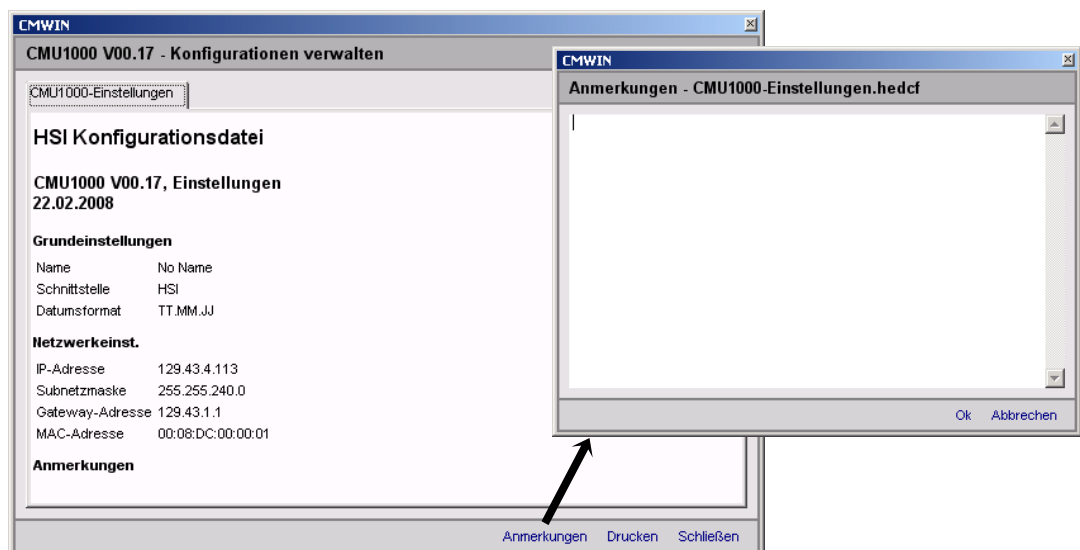 CMWIN
CMU1000 V00.17 - Konfigurationen verwalten
CMU1000-Einstellungen
HSI Konfigurationsdatei
CMU1000 V00.17, Einstellungen
22.02.2008
Grundeinstellungen
Name No Name
Schnittstelle HSI
Datumsformat TT.MM.JJ
Netzwerkeinst.
IP-Adresse 129.43.4.113
Subnetzmaske 255.255.240.0
Gateway-Adresse 129.43.1.1
MAC-Adresse 00:08:DC:00:00:01
Anmerkungen
Anmerkungen Drucken Schließen
CMWIN
Anmerkungen - CMU1000-Einstellungen.hedcf
Ok Abbrechen